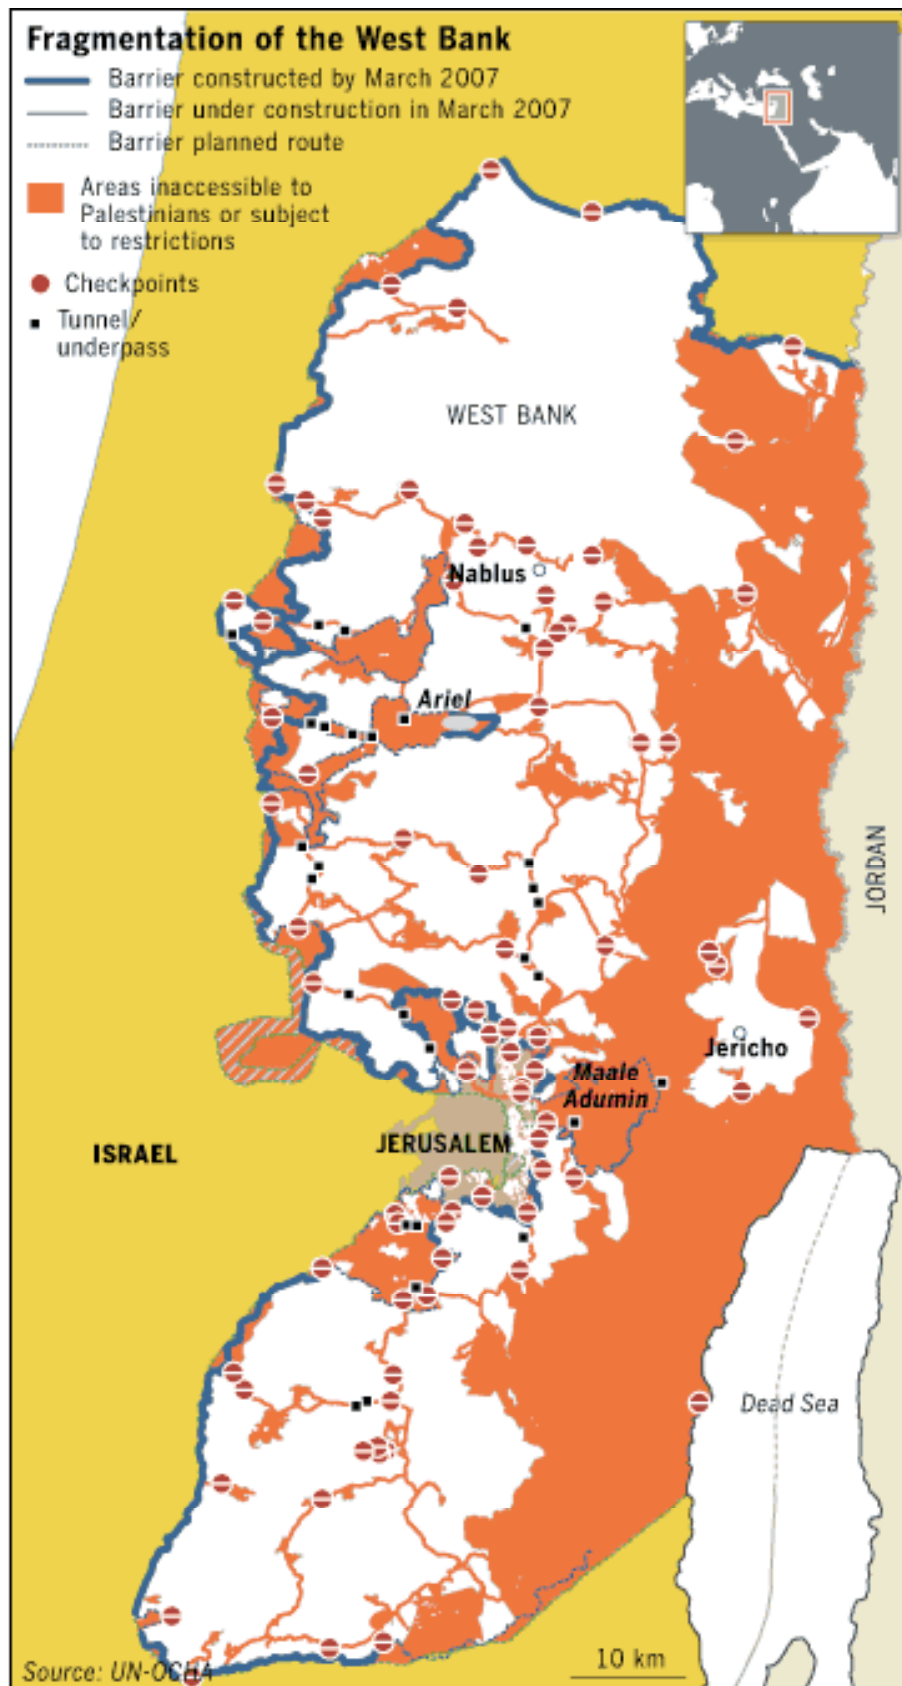 Fragmentation of the West Bank
Barrier constructed by March 2007
Barrier under construction in March 2007
Barrier planned route
Areas inaccessible to
Palestinians or subject
to restrictions
Checkpoints
Tunnel/
underpass
WEST BANK
Nablus
Ariel
JORDAN
Jericho
Maale
Adumin
JERUSALEM
ISRAEL
Dead Sea
10 km
Source: UN-OCHA